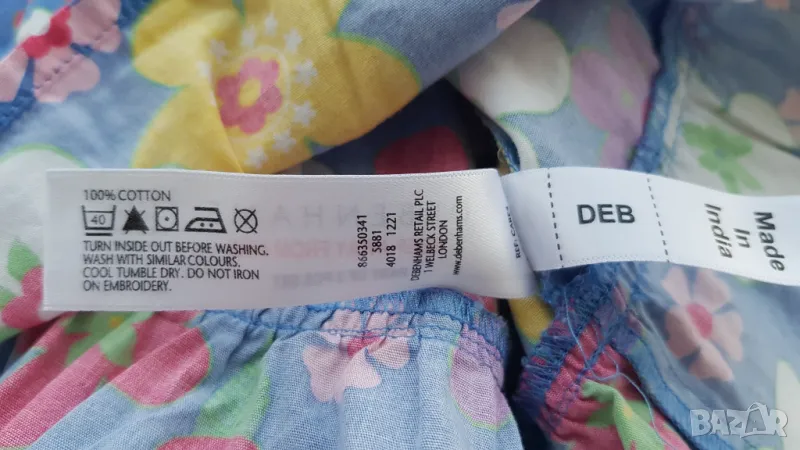 100% COTTON
40
TURN INSIDE OUT BEFORE WASHING.
WASH WITH SIMILAR COLOURS.
COOL TUMBLE DRY. DO NOT IRON
ON EMBROIDERY.
866350341
5881
4018 1221
DEBENHAMS RETAIL PLC
1 WELBECK STREET
LONDON
www.debenhams.com
DEB
Made
In
India
BAZAR